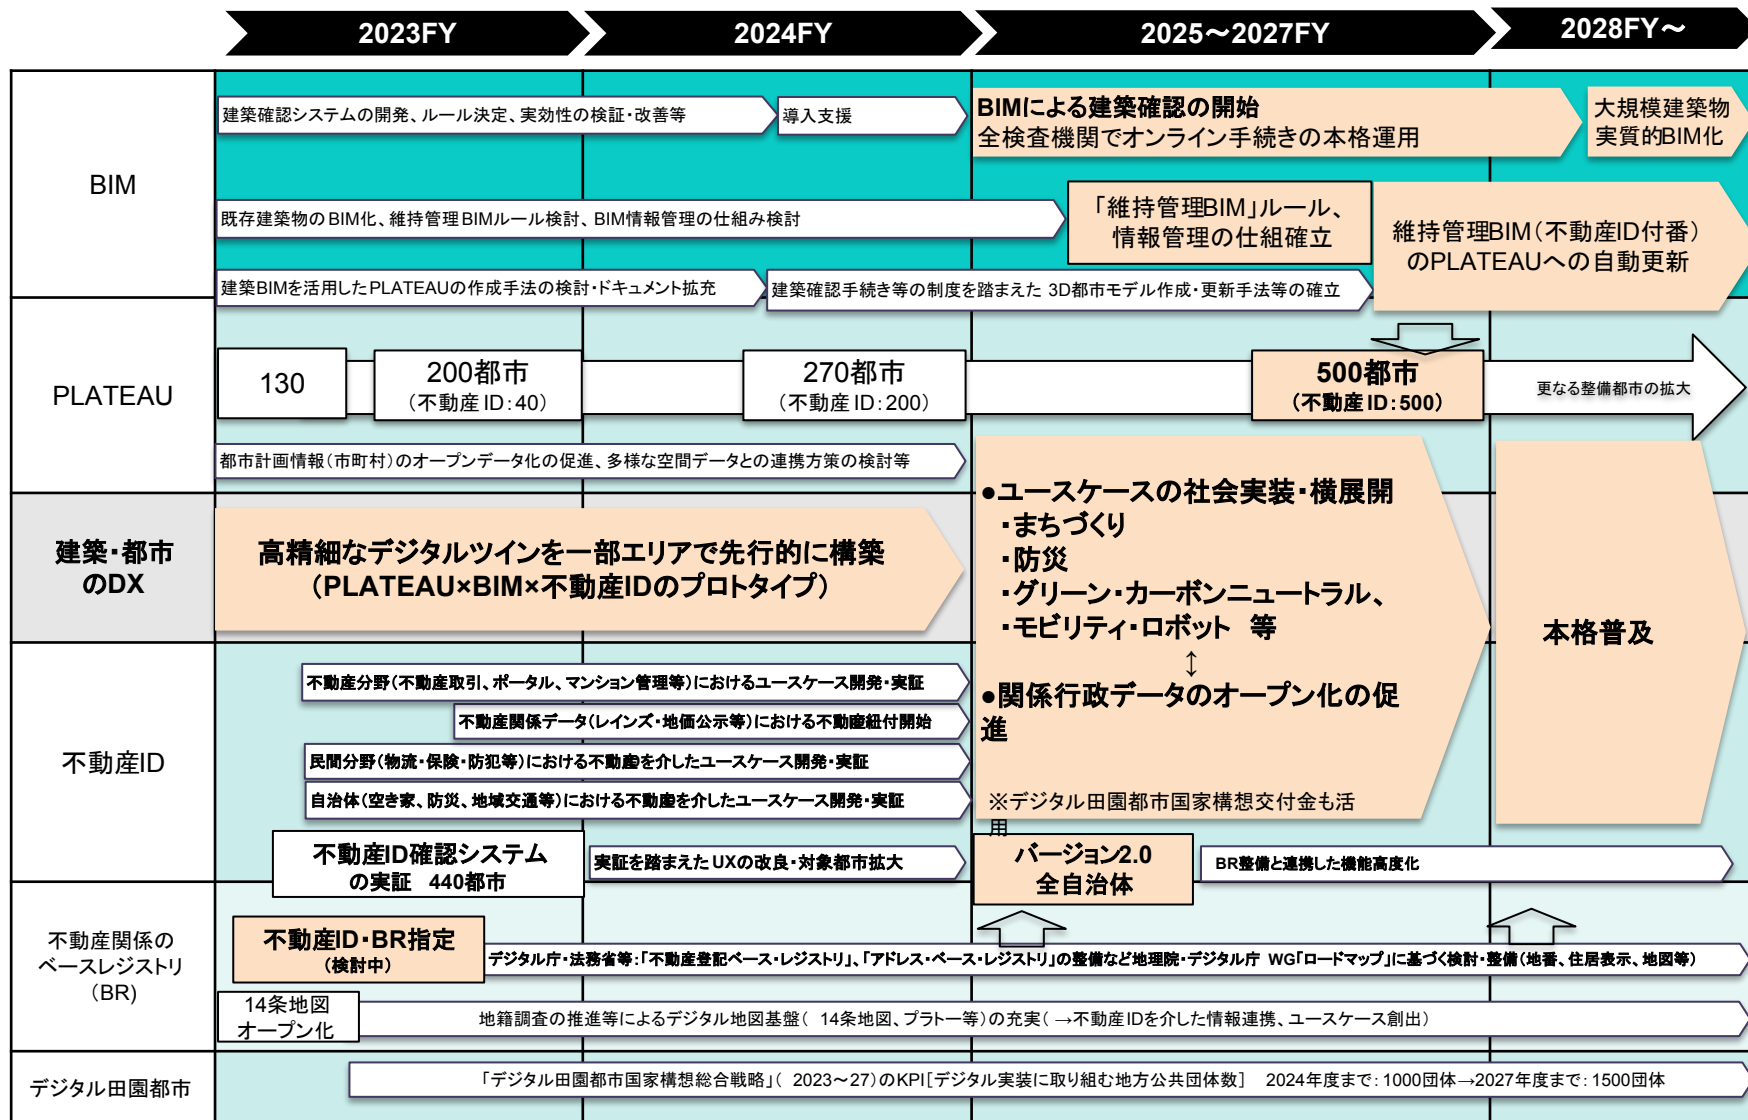 2023FY
2024FY
2025～2027FY
2028FY～
BIM
建築確認システムの開発、ルール決定、実効性の検証・改善等
導入支援
BIMによる建築確認の開始
全検査機関でオンライン手続きの本格運用
大規模建築物
実質的BIM化
既存建築物のBIM化、維持管理BIMルール検討、BIM情報管理の仕組み検討
「維持管理BIM」ルール、
情報管理の仕組確立
維持管理BIM（不動産ID付番）
のPLATEAUへの自動更新
建築BIMを活用したPLATEAUの作成手法の検討・ドキュメント拡充
建築確認手続き等の制度を踏まえた 3D都市モデル作成・更新手法等の確立
PLATEAU
130
200都市
（不動産ID：40）
270都市
（不動産ID：200）
500都市
（不動産ID：500）
更なる整備都市の拡大
都市計画情報（市町村）のオープンデータ化の促進、多様な空間データとの連携方策の検討等
建築・都市
のDX
高精細なデジタルツインを一部エリアで先行的に構築
（PLATEAU×BIM×不動産IDのプロトタイプ）
●ユースケースの社会実装・横展開
・まちづくり
・防災
・グリーン・カーボンニュートラル、
・モビリティ・ロボット　等
↕
●関係行政データのオープン化の促
進
※デジタル田園都市国家構想交付金も活
用
本格普及
不動産ID
不動産分野（不動産取引、ポータル、マンション管理等）におけるユースケース開発・実証
不動産関係データ（レインズ・地価公示等）における不動産紐付開始
民間分野（物流・保険・防犯等）における不動産を介したユースケース開発・実証
自治体（空き家、防災、地域交通等）における不動産を介したユースケース開発・実証
不動産ID確認システム
の実証　440都市
実証を踏まえたUXの改良・対象都市拡大
バージョン2.0
全自治体
BR整備と連携した機能高度化
不動産関係の
ベースレジストリ
（BR)
不動産ID・BR指定
（検討中）
デジタル庁・法務省等：「不動産登記ベース・レジストリ」、「アドレス・ベース・レジストリ」の整備など地理院・デジタル庁 WG「ロードマップ」に基づく検討・整備（地番、住居表示、地図等）
14条地図
オープン化
地籍調査の推進等によるデジタル地図基盤（ 14条地図、プラトー等）の充実（ →不動産IDを介した情報連携、ユースケース創出）
デジタル田園都市
「デジタル田園都市国家構想総合戦略」（ 2023～27）のKPI［デジタル実装に取り組む地方公共団体数］　2024年度まで：1000団体→2027年度まで：1500団体